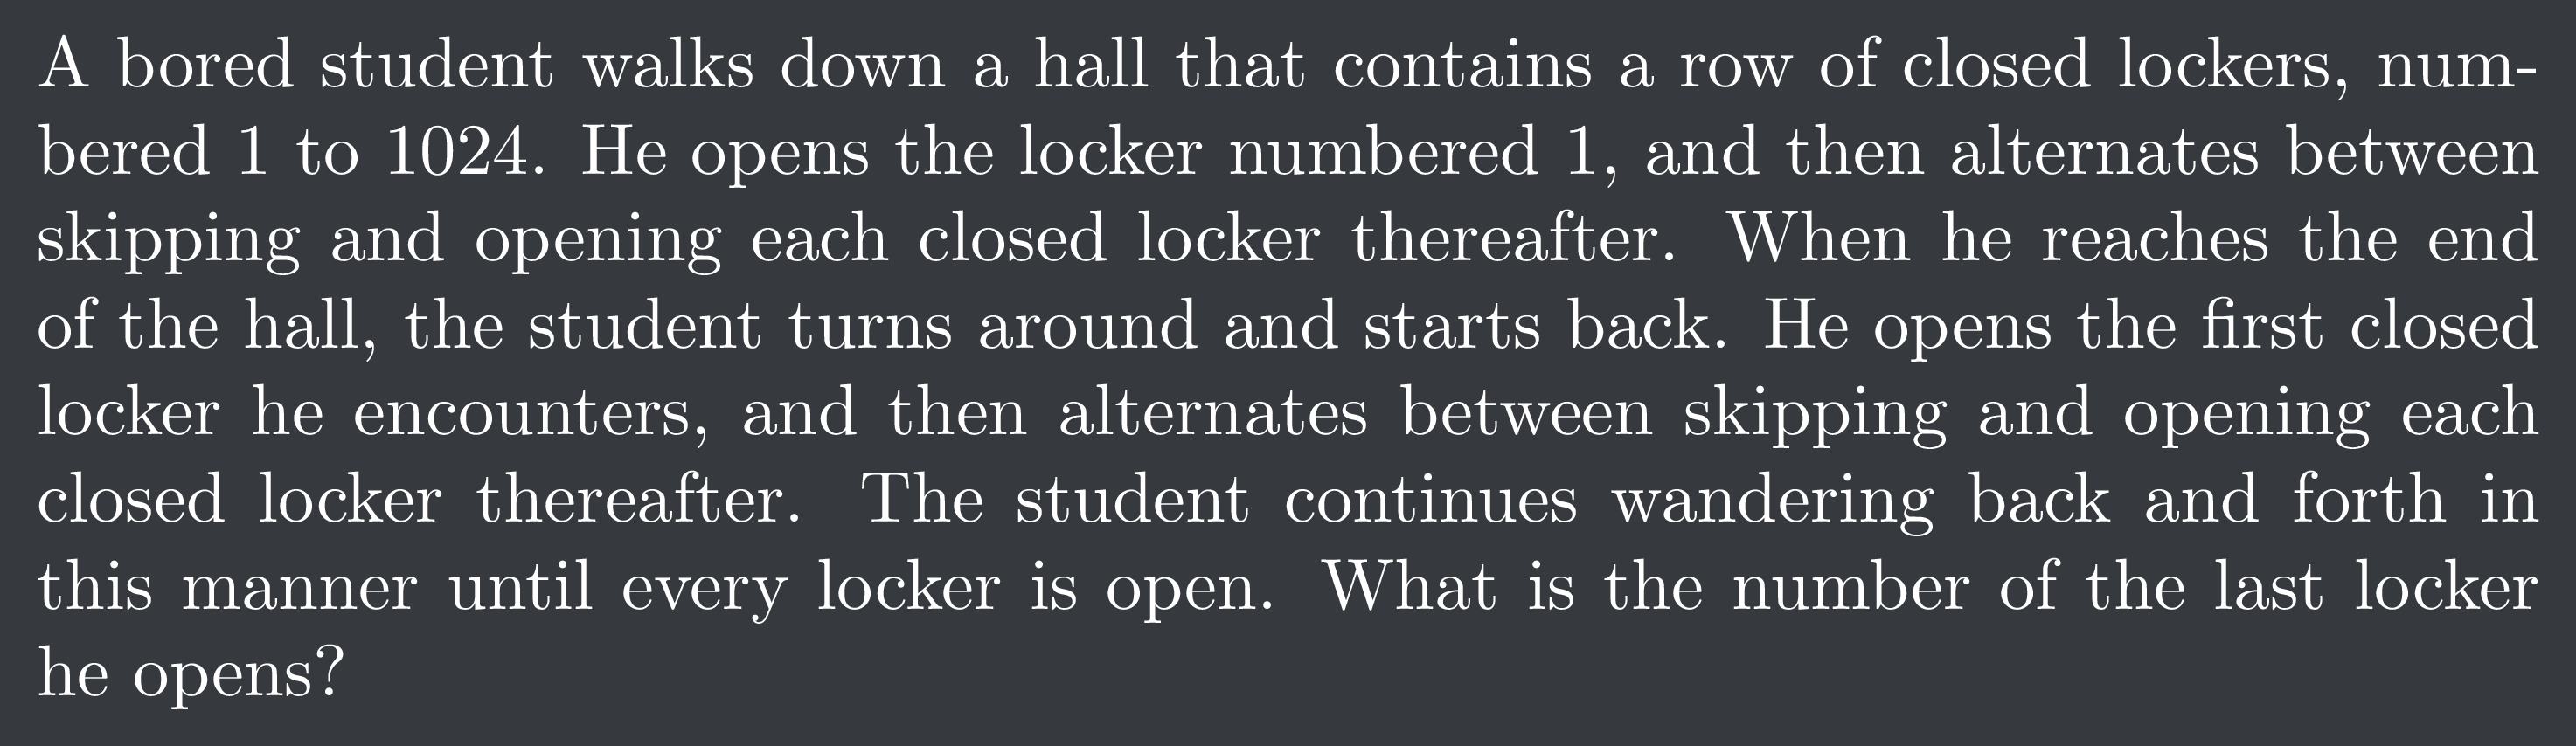 A bored student walks down a hall that contains a row of closed lockers, num-
bered 1 to 1024. He opens the locker numbered 1, and then alternates between
skipping and opening each closed locker thereafter. When he reaches the end
of the hall, the student turns around and starts back. He opens the first closed
locker he encounters, and then alternates between skipping and opening each
closed locker thereafter. The student continues wandering back and forth in
this manner until every locker is open. What is the number of the last locker
he opens?